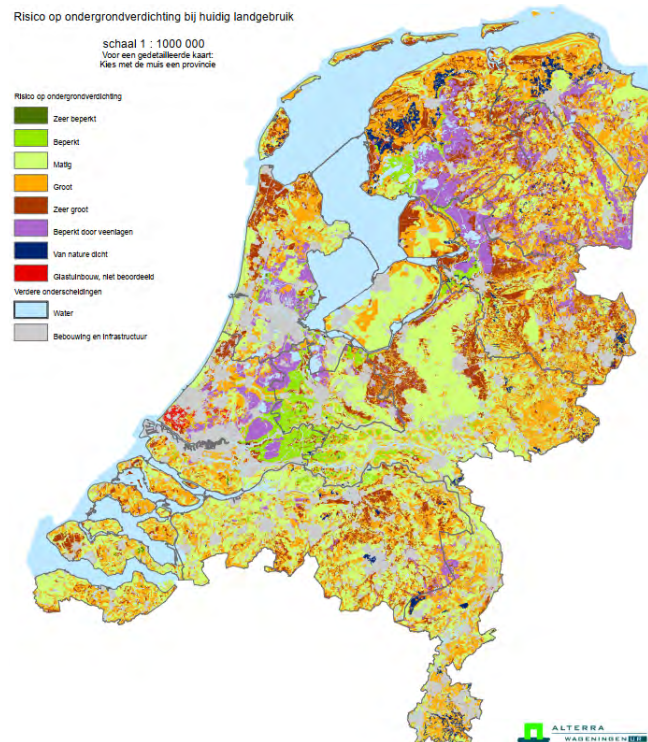 Risico op ondergrondverdichting bij huidig landgebruik
schaal 1 : 1000 000
Voor een gedetailleerde kaart:
Kies met de muis een provincie
Risico op ondergrondverdichting
Zeer beperkt
Beperkt
Matig
Groot
Zeer groot
Beperkt door veenlagen
Van nature dicht
Glastuinbouw, niet beoordeeld
Verdere onderscheidingen
Water
Bebouwing en infrastructuur
ALTERRA
WAGENINGEN UR